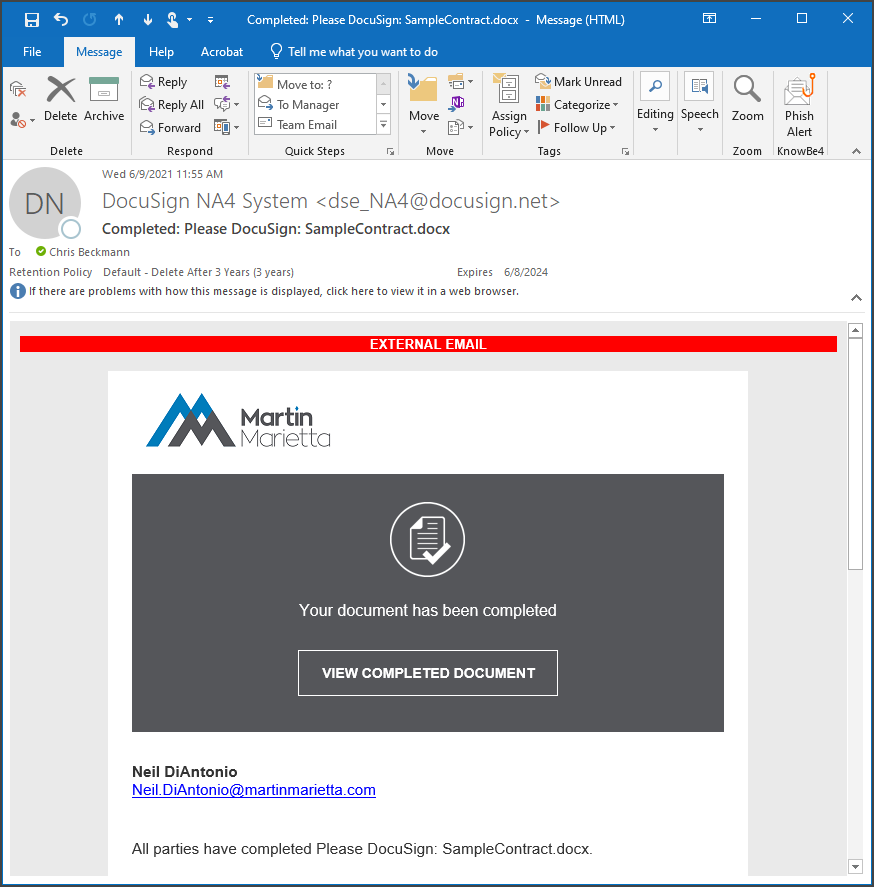 Completed: Please DocuSign: SampleContract.docx - Message (HTML)
File Message Help Acrobat Tell me what you want to do
Delete Archive
Reply
Reply All
Forward
Move to: ?
To Manager
Team Email
Move
Assign Policy
Mark Unread
Categorize
Follow Up
Editing
Speech
Zoom
Phish Alert
Delete Respond Quick Steps Move Tags Zoom KnowBe4
DN
Wed 6/9/2021 11:55 AM
DocuSign NA4 System <dse_NA4@docusign.net>
Completed: Please DocuSign: SampleContract.docx
To Chris Beckmann
Retention Policy Default - Delete After 3 Years (3 years) Expires 6/8/2024
If there are problems with how this message is displayed, click here to view it in a web browser.
EXTERNAL EMAIL
Martin
Marietta
Your document has been completed
VIEW COMPLETED DOCUMENT
Neil DiAntonio
Neil.DiAntonio@martinmarietta.com
All parties have completed Please DocuSign: SampleContract.docx.